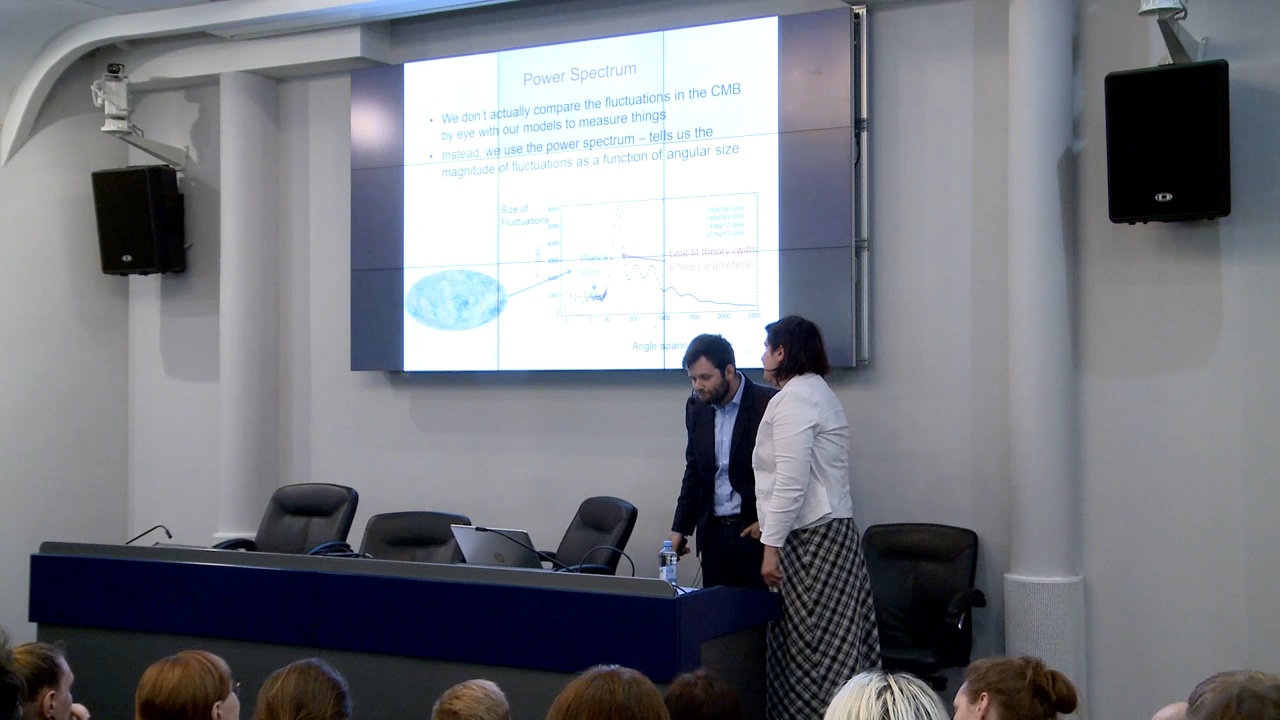 Power Spectrum
• We don't actually compare the fluctuations in the CMB
by eye with our models to measure things
• Instead, we use the power spectrum – tells us the
magnitude of fluctuations as a function of angular size
Size of
Fluctuations
Planck
data
best fit theory (with
free parameters)
500 1000 1500 2000 2500
Angle